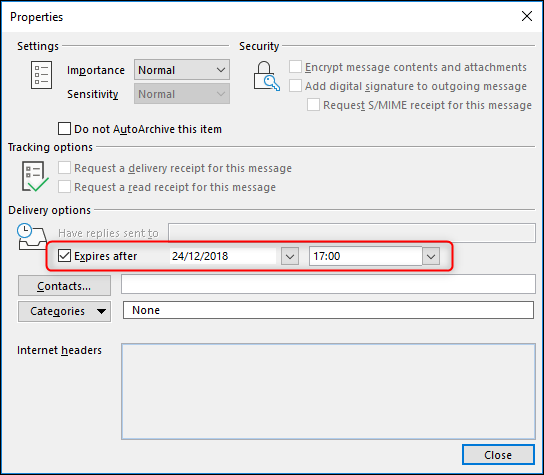 Properties
Settings
Security
Importance Normal
Sensitivity Normal
Encrypt message contents and attachments
Add digital signature to outgoing message
Request S/MIME receipt for this message
Do not AutoArchive this item
Tracking options
Request a delivery receipt for this message
Request a read receipt for this message
Delivery options
Have replies sent to
Expires after 24/12/2018 17:00
Contacts...
Categories None
Internet headers
Close